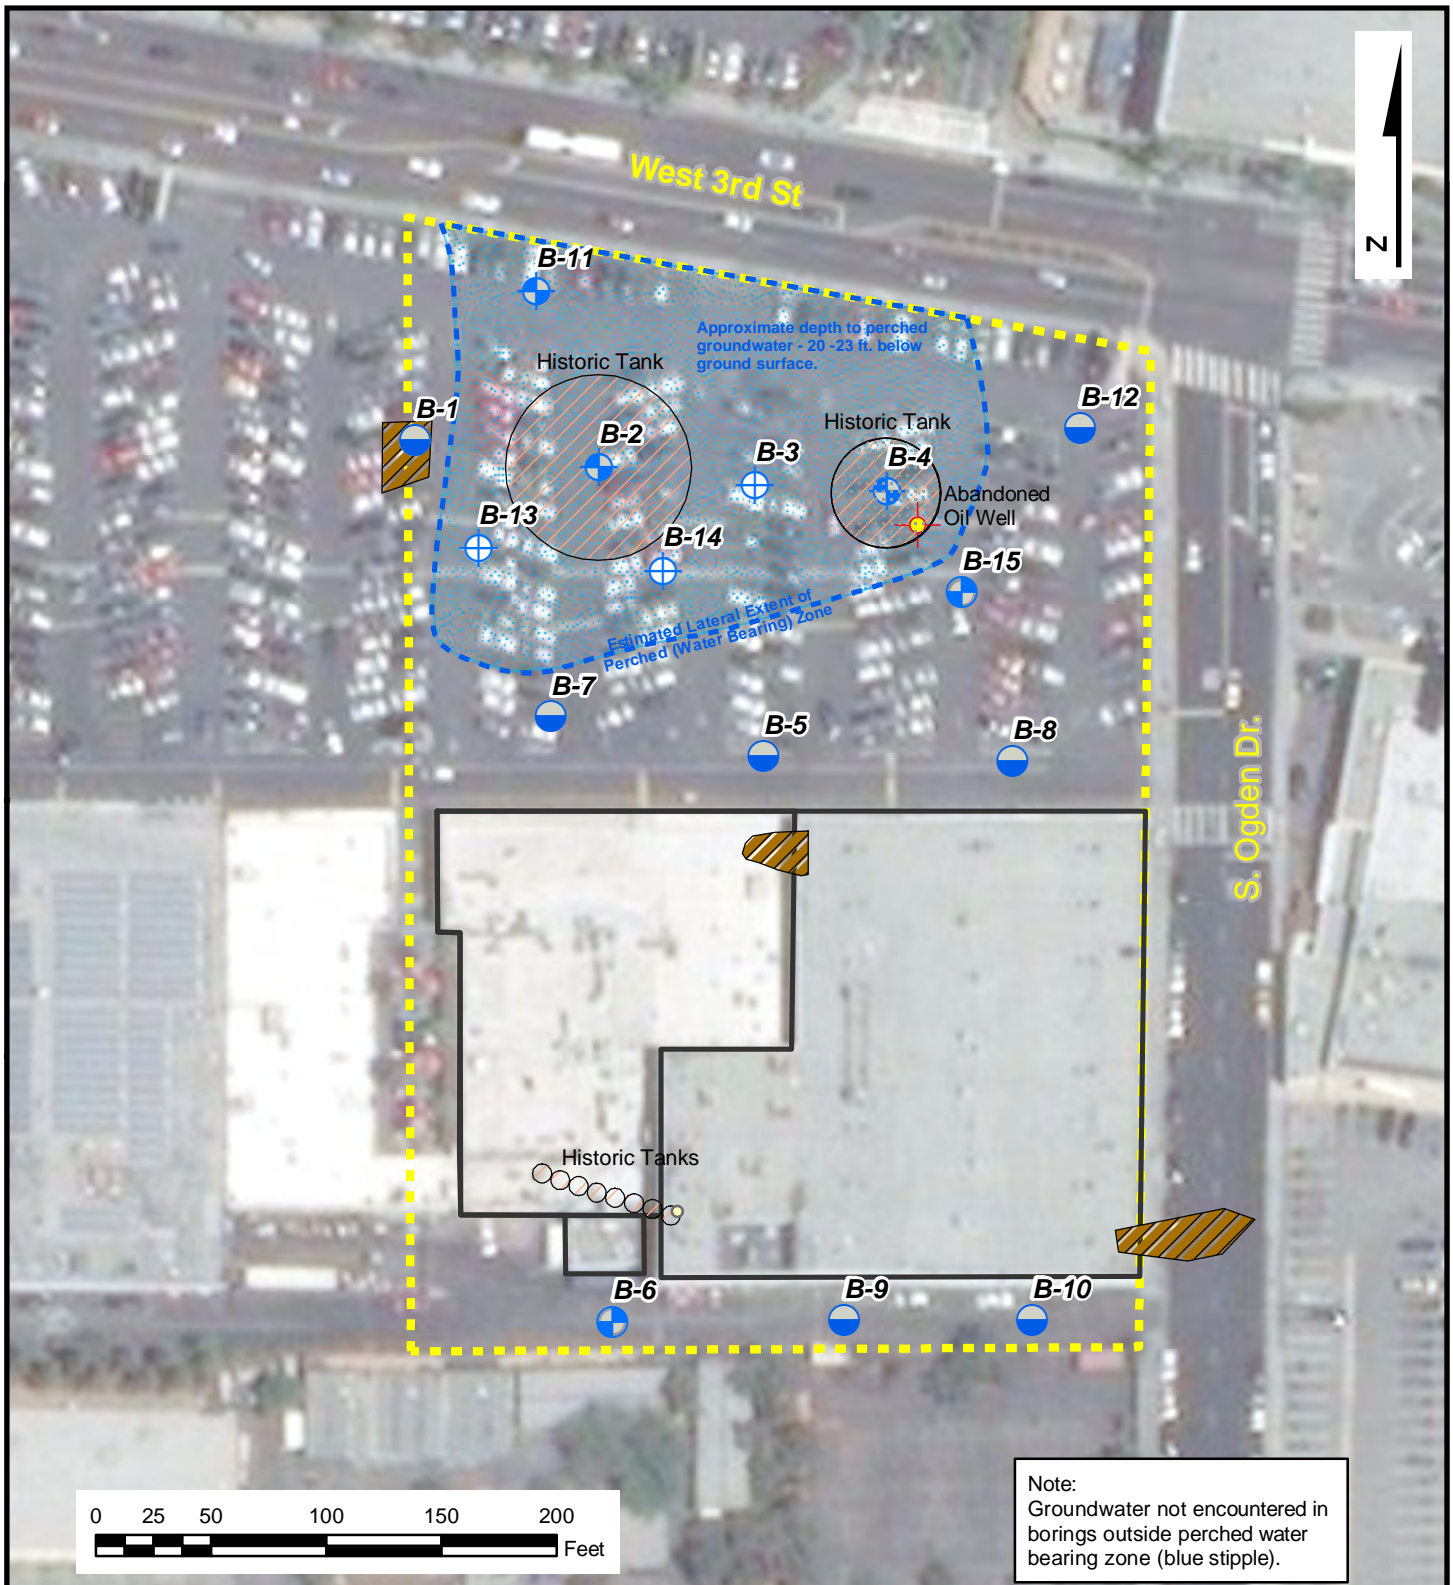 West 3rd St
N
B-11
Approximate depth to perched
groundwater - 20 -23 ft. below
ground surface.
Historic Tank
B-1
B-12
Historic Tank
B-2
B-3
B-4
Abandoned
Oil Well
B-13
B-14
B-15
Estimated Lateral Extent of
Perched (Water Bearing) Zone
B-7
B-5
B-8
S. Ogden Dr.
Historic Tanks
B-6
B-9
B-10
0 25 50 100 150 200
Feet
Note:
Groundwater not encountered in
borings outside perched water
bearing zone (blue stipple).